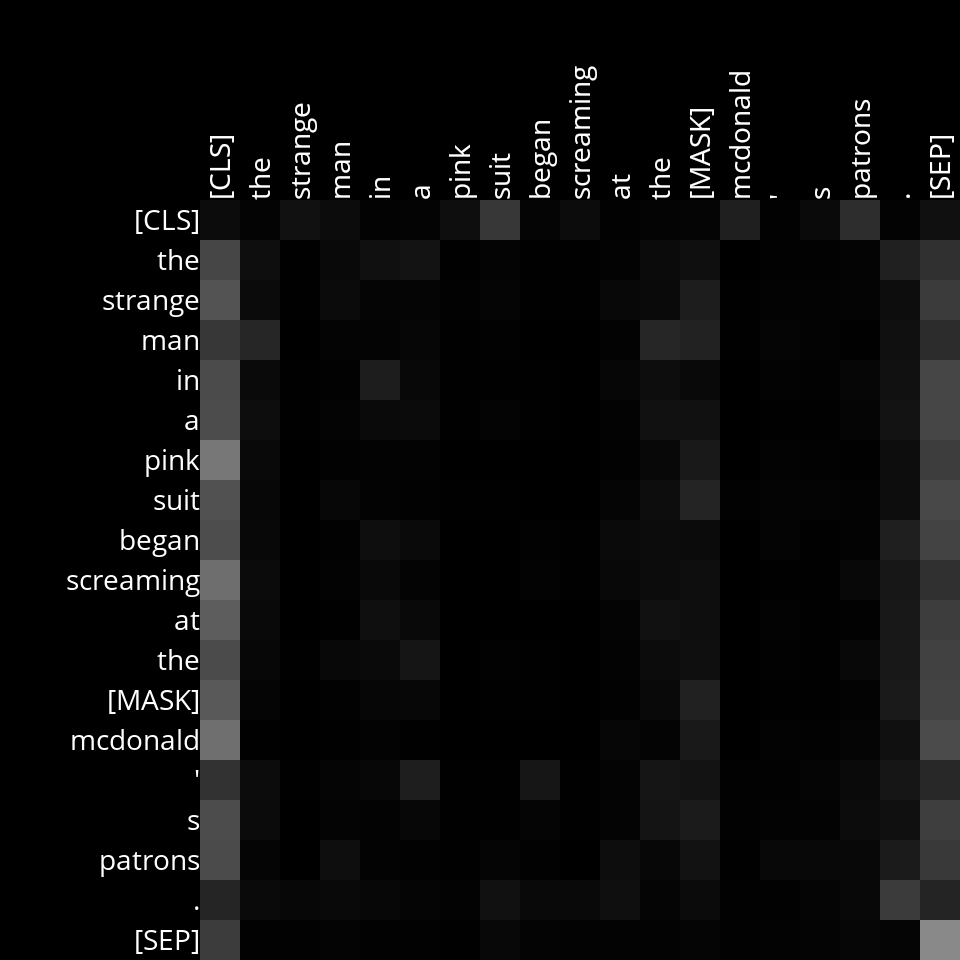 [CLS] the strange man in a pink suit began screaming at the [MASK] mcdonald ' s patrons . [SEP]
[CLS]
the
strange
man
in
a
pink
suit
began
screaming
at
the
[MASK]
mcdonald
'
s
patrons
.
[SEP]